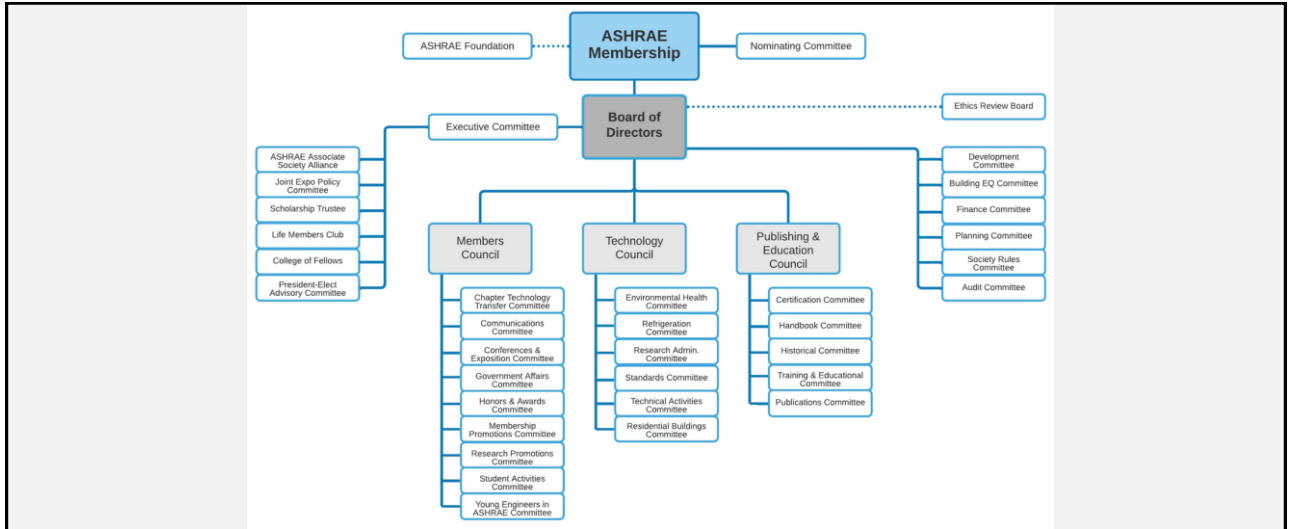 ASHRAE
Membership
ASHRAE Foundation
Nominating Committee
Board of
Directors
Ethics Review Board
Executive Committee
ASHRAE Associate
Society Alliance
Joint Expo Policy
Committee
Scholarship Trustee
Life Members Club
College of Fellows
President-Elect
Advisory Committee
Development
Committee
Building EQ Committee
Finance Committee
Planning Committee
Society Rules
Committee
Audit Committee
Members
Council
Chapter Technology
Transfer Committee
Communications
Committee
Conferences &
Exposition Committee
Government Affairs
Committee
Honors & Awards
Committee
Membership
Promotions Committee
Research Promotions
Committee
Student Activities
Committee
Young Engineers in
ASHRAE Committee
Technology
Council
Environmental Health
Committee
Refrigeration
Committee
Research Admin.
Committee
Standards Committee
Technical Activities
Committee
Residential Buildings
Committee
Publishing &
Education
Council
Certification Committee
Handbook Committee
Historical Committee
Training & Educational
Committee
Publications Committee